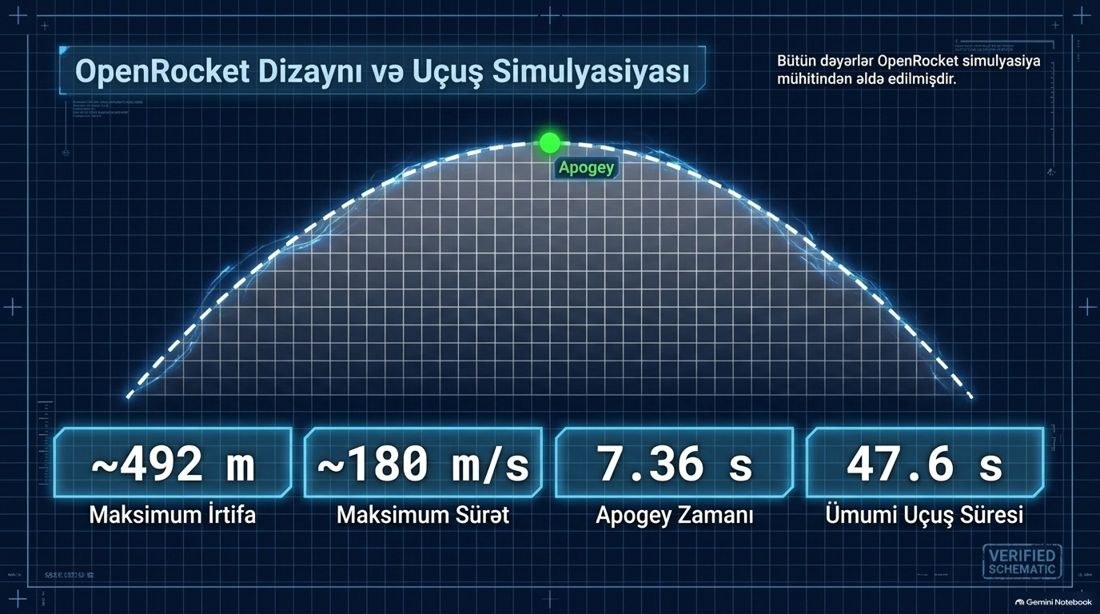 OpenRocket Dizaynı və Uçuş Simulyasiyası
Bütün dəyərlər OpenRocket simulyasiya
mühitindən əldə edilmişdir.
Apogey
~492 m
Maksimum İrtifa
~180 m/s
Maksimum Sürət
7.36 s
Apogey Zamanı
47.6 s
Ümumi Uçuş Süresi
VERIFIED
SCHEMATIC
Gemini Notebook